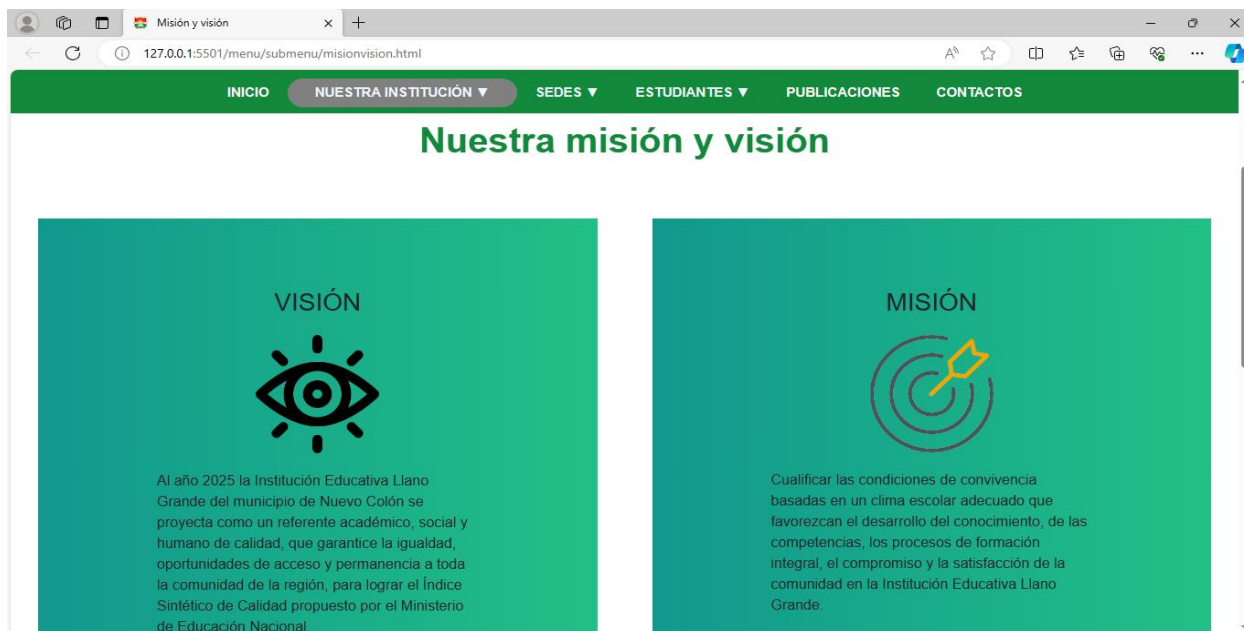 Misión y visión
127.0.0.1:5501/menu/submenu/misionvision.html
INICIO NUESTRA INSTITUCIÓN ▼ SEDES ▼ ESTUDIANTES ▼ PUBLICACIONES CONTACTOS
Nuestra misión y visión
VISIÓN
Al año 2025 la Institución Educativa Llano
Grande del municipio de Nuevo Colón se
proyecta como un referente académico, social y
humano de calidad, que garantice la igualdad,
oportunidades de acceso y permanencia a toda
la comunidad de la región, para lograr el Índice
Sintético de Calidad propuesto por el Ministerio
de Educación Nacional.
MISIÓN
Cualificar las condiciones de convivencia
basadas en un clima escolar adecuado que
favorezcan el desarrollo del conocimiento, de las
competencias, los procesos de formación
integral, el compromiso y la satisfacción de la
comunidad en la Institución Educativa Llano
Grande.